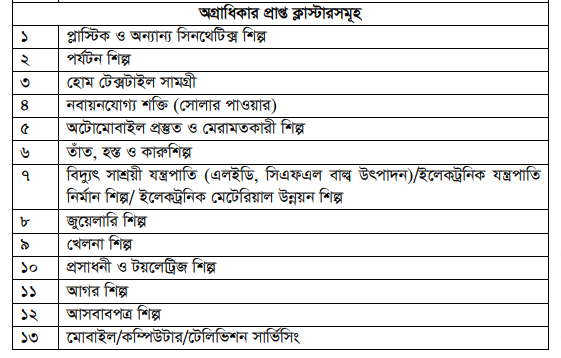 অগ্রাধিকার প্রাপ্ত ক্লাস্টারসমূহ
১ প্লাস্টিক ও অন্যান্য সিনথেটিক্স শিল্প
২ পর্যটন শিল্প
৩ হোম টেক্সটাইল সামগ্রী
৪ নবায়নযোগ্য শক্তি (সোলার পাওয়ার)
৫ অটোমোবাইল প্রস্তুত ও মেরামতকারী শিল্প
৬ তাঁত, হস্ত ও কারুশিল্প
৭ বিদ্যুৎ সাশ্রয়ী যন্ত্রপাতি (এলইডি, সিএফএল বাল্ব উৎপাদন)/ইলেকট্রনিক যন্ত্রপাতি
নির্মান শিল্প/ ইলেকট্রনিক মেটেরিয়াল উন্নয়ন শিল্প
৮ জুয়েলারি শিল্প
৯ খেলনা শিল্প
১০ প্রসাধনী ও টয়লেট্রিজ শিল্প
১১ আগর শিল্প
১২ আসবাবপত্র শিল্প
১৩ মোবাইল/কম্পিউটার/টেলিভিশন সার্ভিসিং